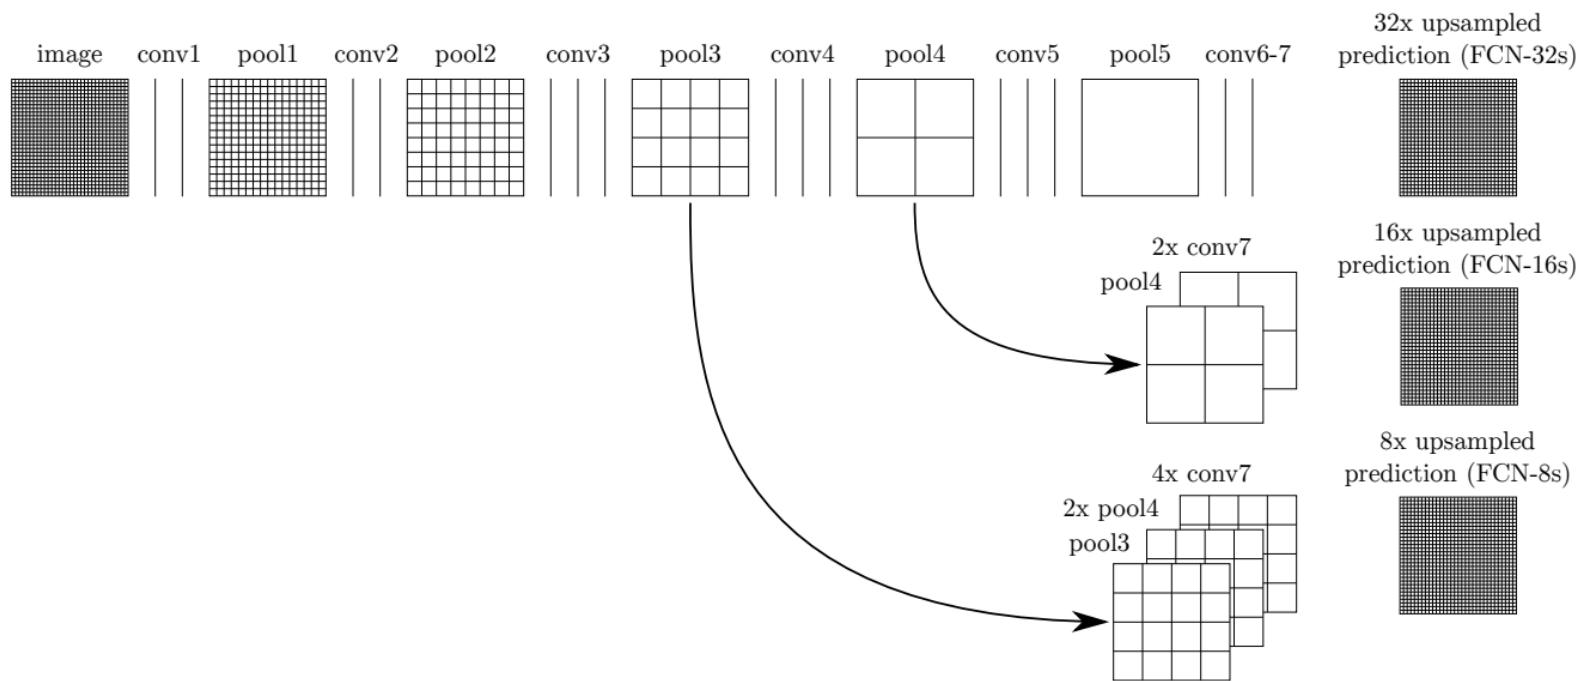 image conv1 pool1 conv2 pool2 conv3 pool3 conv4 pool4 conv5 pool5 conv6-7
32x upsampled
prediction (FCN-32s)
2x conv7
pool4
16x upsampled
prediction (FCN-16s)
4x conv7
2x pool4
pool3
8x upsampled
prediction (FCN-8s)